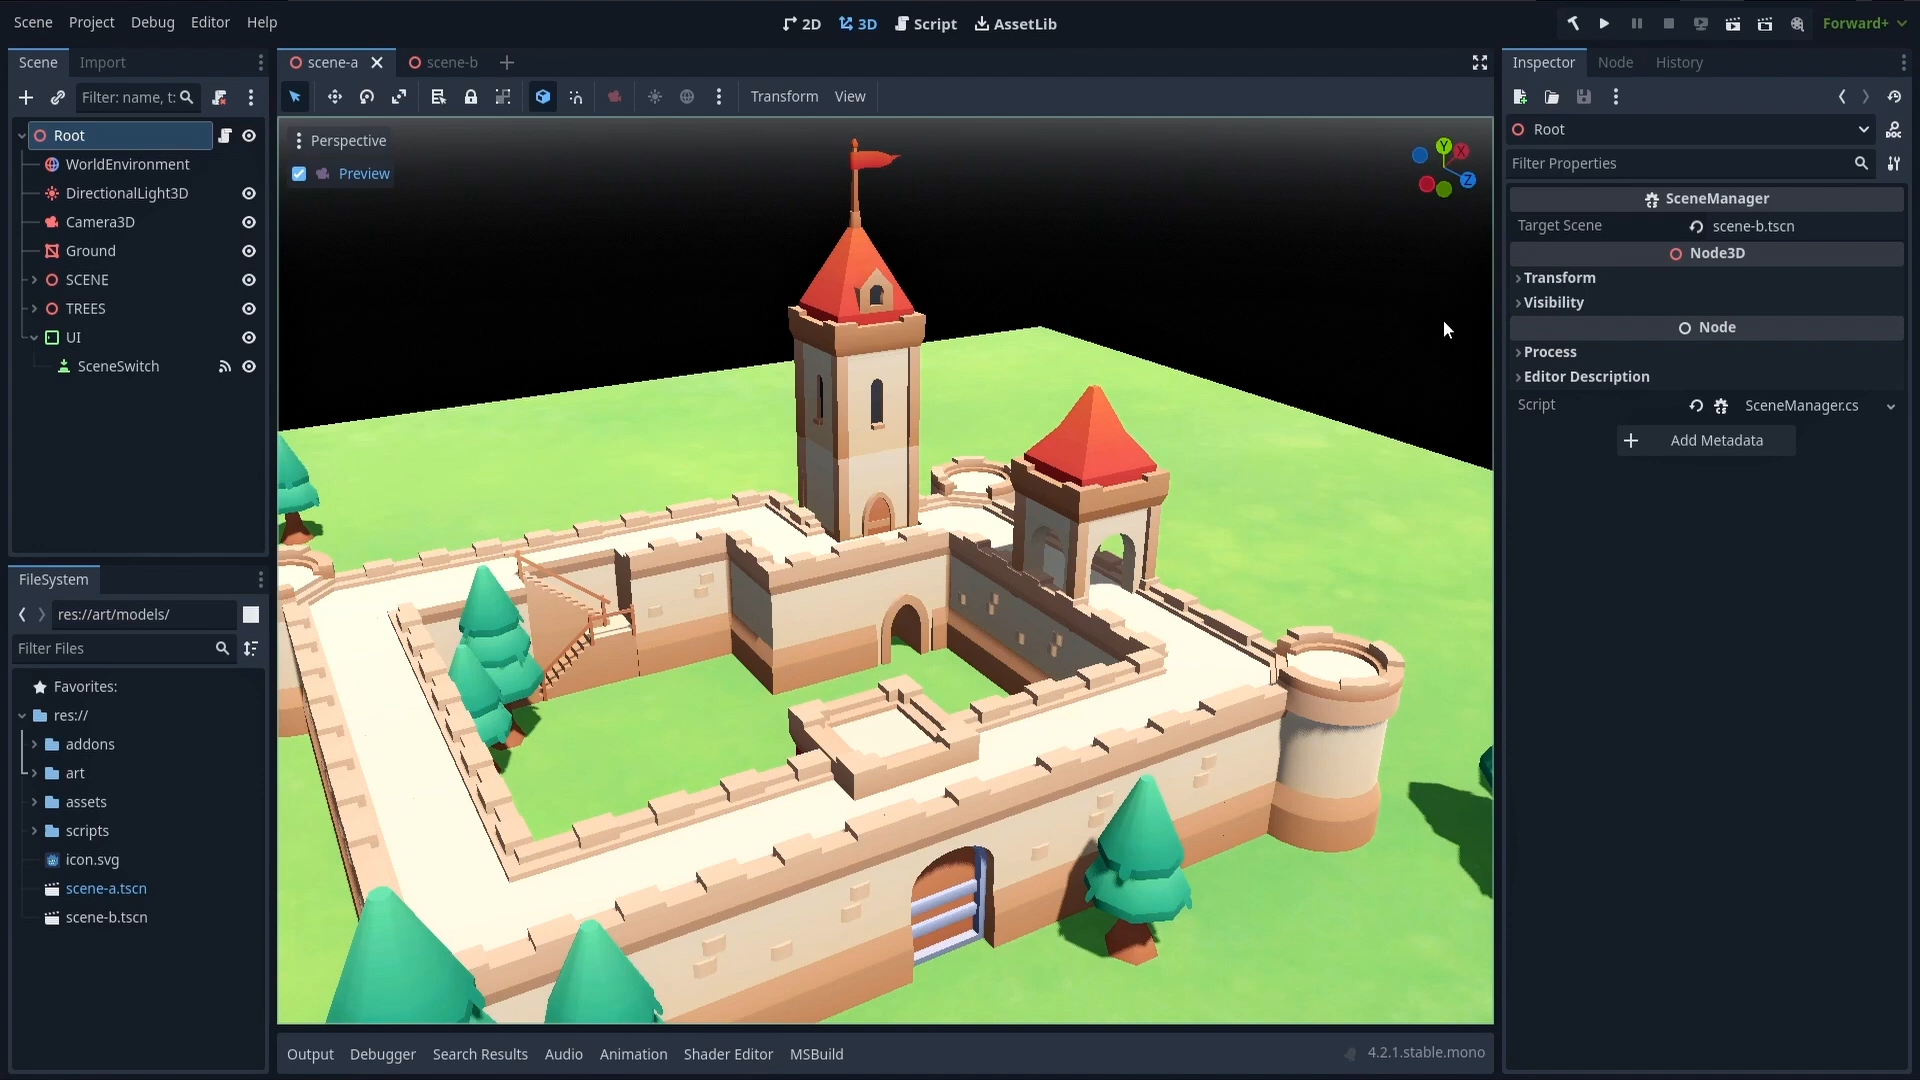 Scene Project Debug Editor Help
2D 3D Script AssetLib
Forward+
Scene Import
Filter: name, t:
Root
WorldEnvironment
DirectionalLight3D
Camera3D
Ground
SCENE
TREES
UI
SceneSwitch
FileSystem
res://art/models/
Filter Files
Favorites:
res://
addons
art
assets
scripts
icon.svg
scene-a.tscn
scene-b.tscn
scene-a scene-b
Transform View
Perspective
Preview
Y X
Z
Output Debugger Search Results Audio Animation Shader Editor MSBuild
4.2.1.stable.mono
Inspector Node History
Root
DOC
Filter Properties
SceneManager
Target Scene scene-b.tscn
Node3D
Transform
Visibility
Node
Process
Editor Description
Script SceneManager.cs
Add Metadata